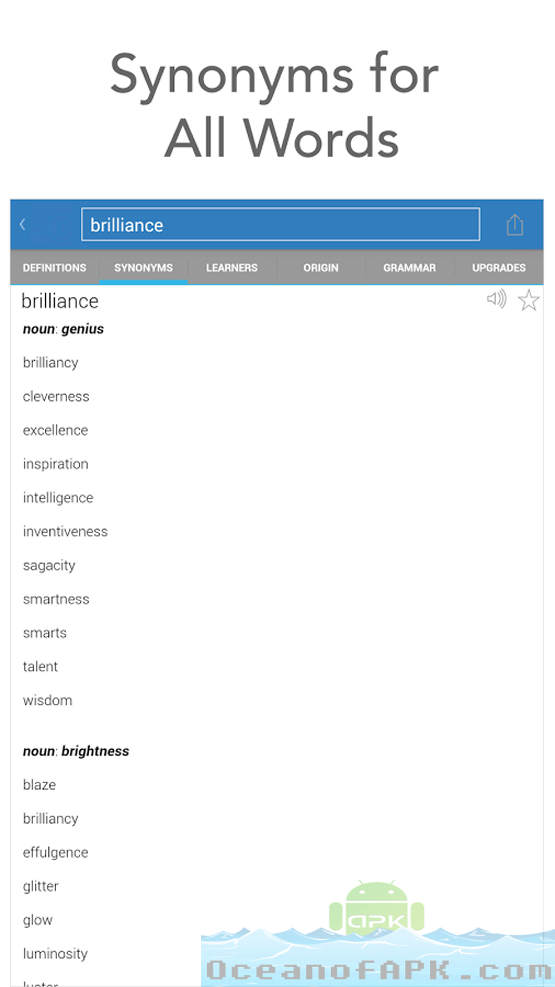 Synonyms for
All Words
brilliance
DEFINITIONS SYNONYMS LEARNERS ORIGIN GRAMMAR UPGRADES
brilliance
noun: genius
brilliancy
cleverness
excellence
inspiration
intelligence
inventiveness
sagacity
smartness
smarts
talent
wisdom
noun: brightness
blaze
brilliancy
effulgence
glitter
glow
APK
luminosity
OceanofAPK.com